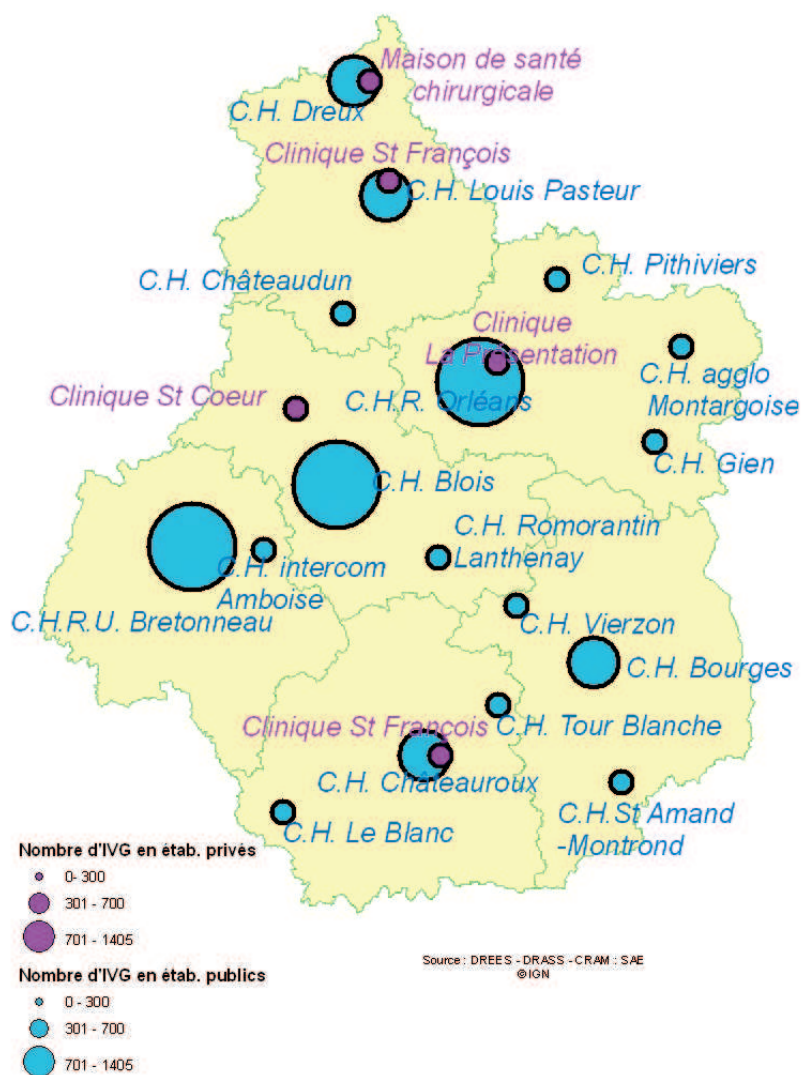 Maison de santé
chirurgicale
C.H. Dreux
Clinique St François
C.H. Louis Pasteur
C.H. Châteaudun
C.H. Pithiviers
Clinique
La Présentation
C.H. agglo
Montargoise
Clinique St Coeur
C.H.R. Orléans
C.H. Gien
C.H. Blois
C.H. Romorantin
Lanthenay
C.H. intercom
Amboise
C.H.R.U. Bretonneau
C.H. Vierzon
C.H. Bourges
Clinique St François
C.H. Tour Blanche
C.H. Châteauroux
C.H.St Amand
-Montrond
C.H. Le Blanc
Nombre d'IVG en étab. privés
0- 300
301 - 700
701 - 1405
Nombre d'IVG en étab. publics
0 - 300
301 - 700
701 - 1405
Source : DREES - DRASS - CRAM : SAE
©IGN